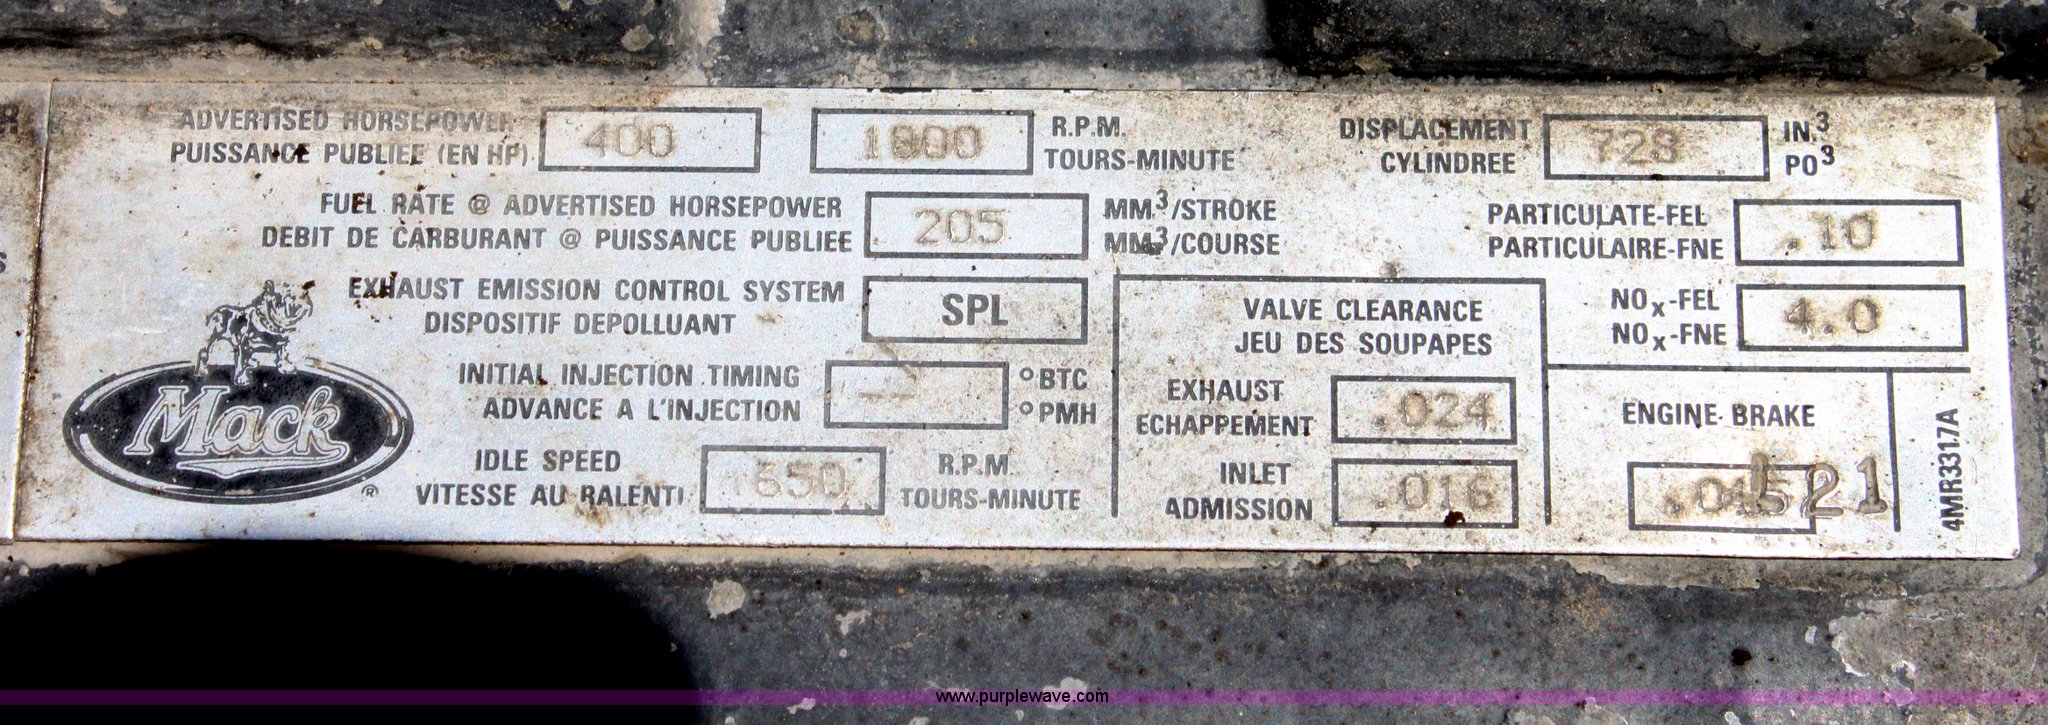 ADVERTISED HORSEPOWER
PUISSANCE PUBLIEE (EN HP)
400
1800
R.P.M.
TOURS-MINUTE
DISPLACEMENT
CYLINDREE
728
IN.³
PO³
FUEL RATE @ ADVERTISED HORSEPOWER
DEBIT DE CARBURANT @ PUISSANCE PUBLIEE
205
MM³/STROKE
MM³/COURSE
PARTICULATE-FEL
PARTICULAIRE-FNE
.10
EXHAUST EMISSION CONTROL SYSTEM
DISPOSITIF DEPOLLUANT
SPL
NOx-FEL
NOx-FNE
4.0
INITIAL INJECTION TIMING
ADVANCE A L'INJECTION
--
°BTC
°PMH
IDLE SPEED
VITESSE AU RALENTI
650
R.P.M.
TOURS-MINUTE
VALVE CLEARANCE
JEU DES SOUPAPES
EXHAUST
ECHAPPEMENT
.024
INLET
ADMISSION
.016
ENGINE BRAKE
21
4MR3317A
Mack
®
www.purplewave.com